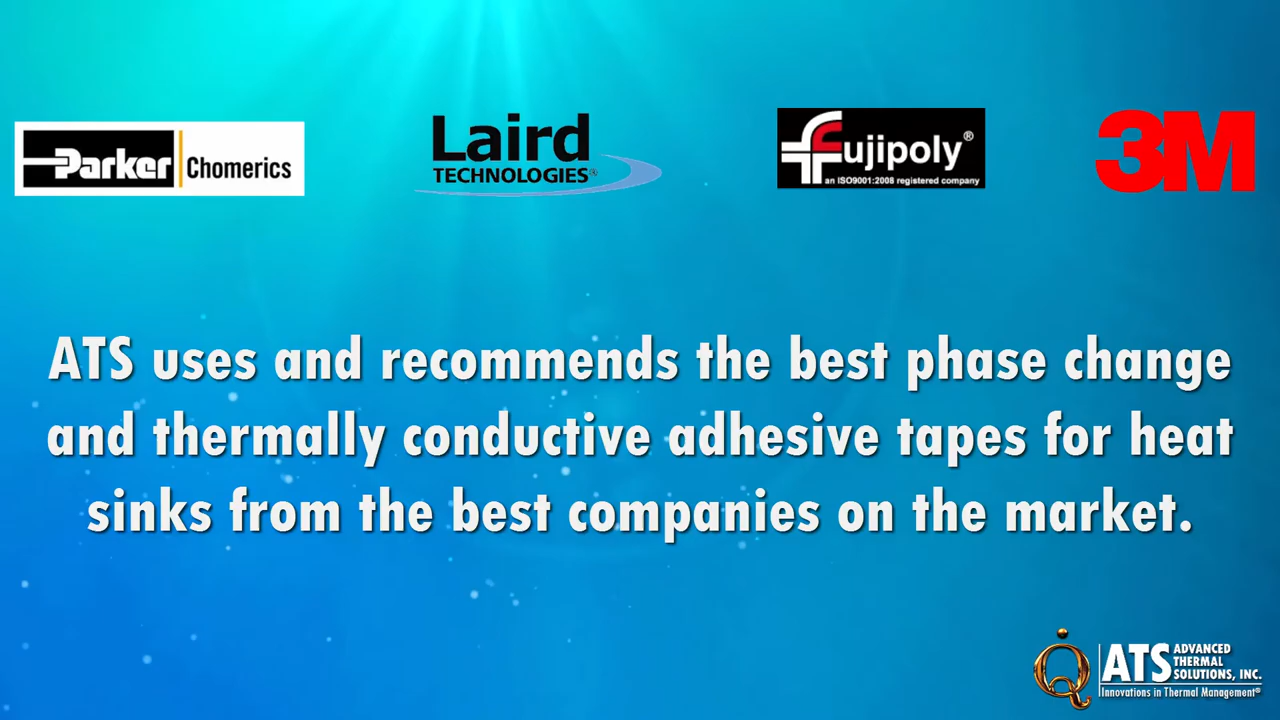 Parker Chomerics
Laird
TECHNOLOGIES®
Fujipoly®
an ISO9001:2008 registered company
3M
ATS uses and recommends the best phase change
and thermally conductive adhesive tapes for heat
sinks from the best companies on the market.
ATS
ADVANCED
THERMAL
SOLUTIONS, INC.
Innovations in Thermal Management®